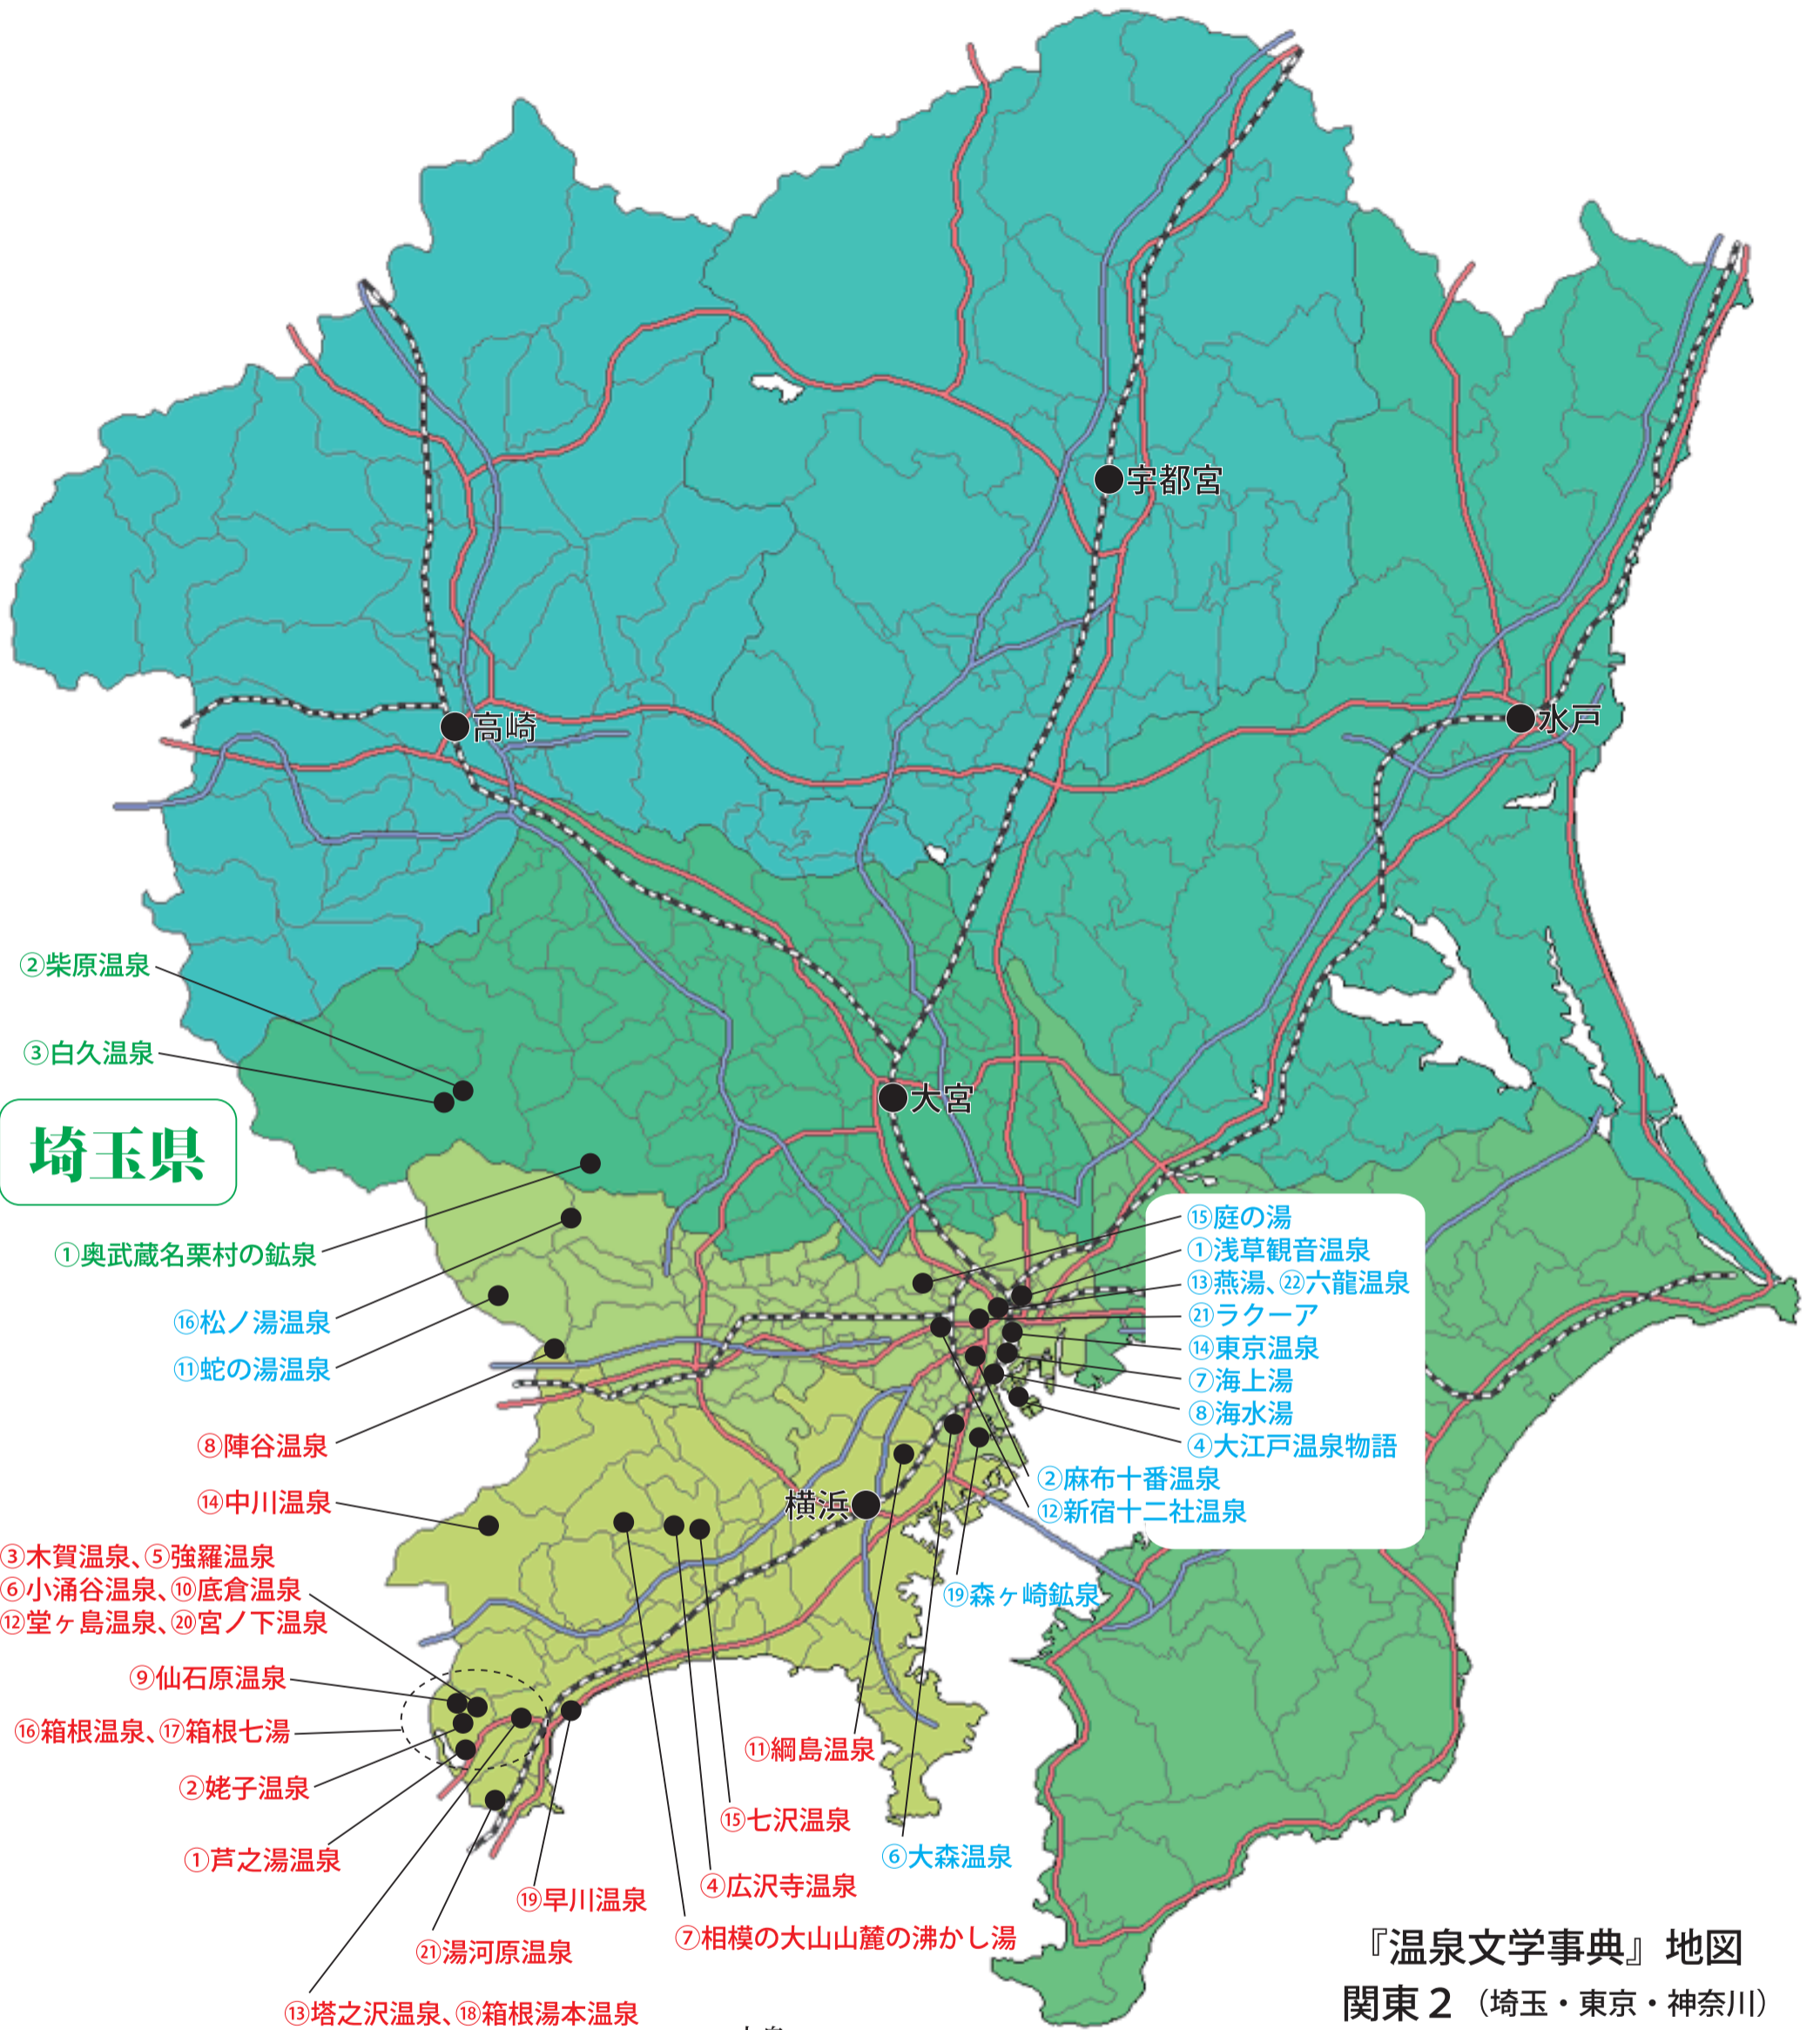 宇都宮
高崎
水戸
②柴原温泉
③白久温泉
大宮
埼玉県
①奥武蔵名栗村の鉱泉
⑯松ノ湯温泉
⑪蛇の湯温泉
⑮庭の湯
①浅草観音温泉
⑬燕湯、㉒六龍温泉
㉑ラクーア
⑭東京温泉
⑦海上湯
⑧海水湯
④大江戸温泉物語
②麻布十番温泉
⑫新宿十二社温泉
⑧陣谷温泉
⑭中川温泉
横浜
③木賀温泉、⑤強羅温泉
⑥小涌谷温泉、⑩底倉温泉
⑫堂ヶ島温泉、⑳宮ノ下温泉
⑲森ヶ崎鉱泉
⑨仙石原温泉
⑯箱根温泉、⑰箱根七湯
②姥子温泉
①芦之湯温泉
⑪綱島温泉
⑮七沢温泉
⑥大森温泉
④広沢寺温泉
⑲早川温泉
⑦相模の大山山麓の沸かし湯
㉑湯河原温泉
⑬塔之沢温泉、⑱箱根湯本温泉
『温泉文学事典』地図
関東２（埼玉・東京・神奈川）